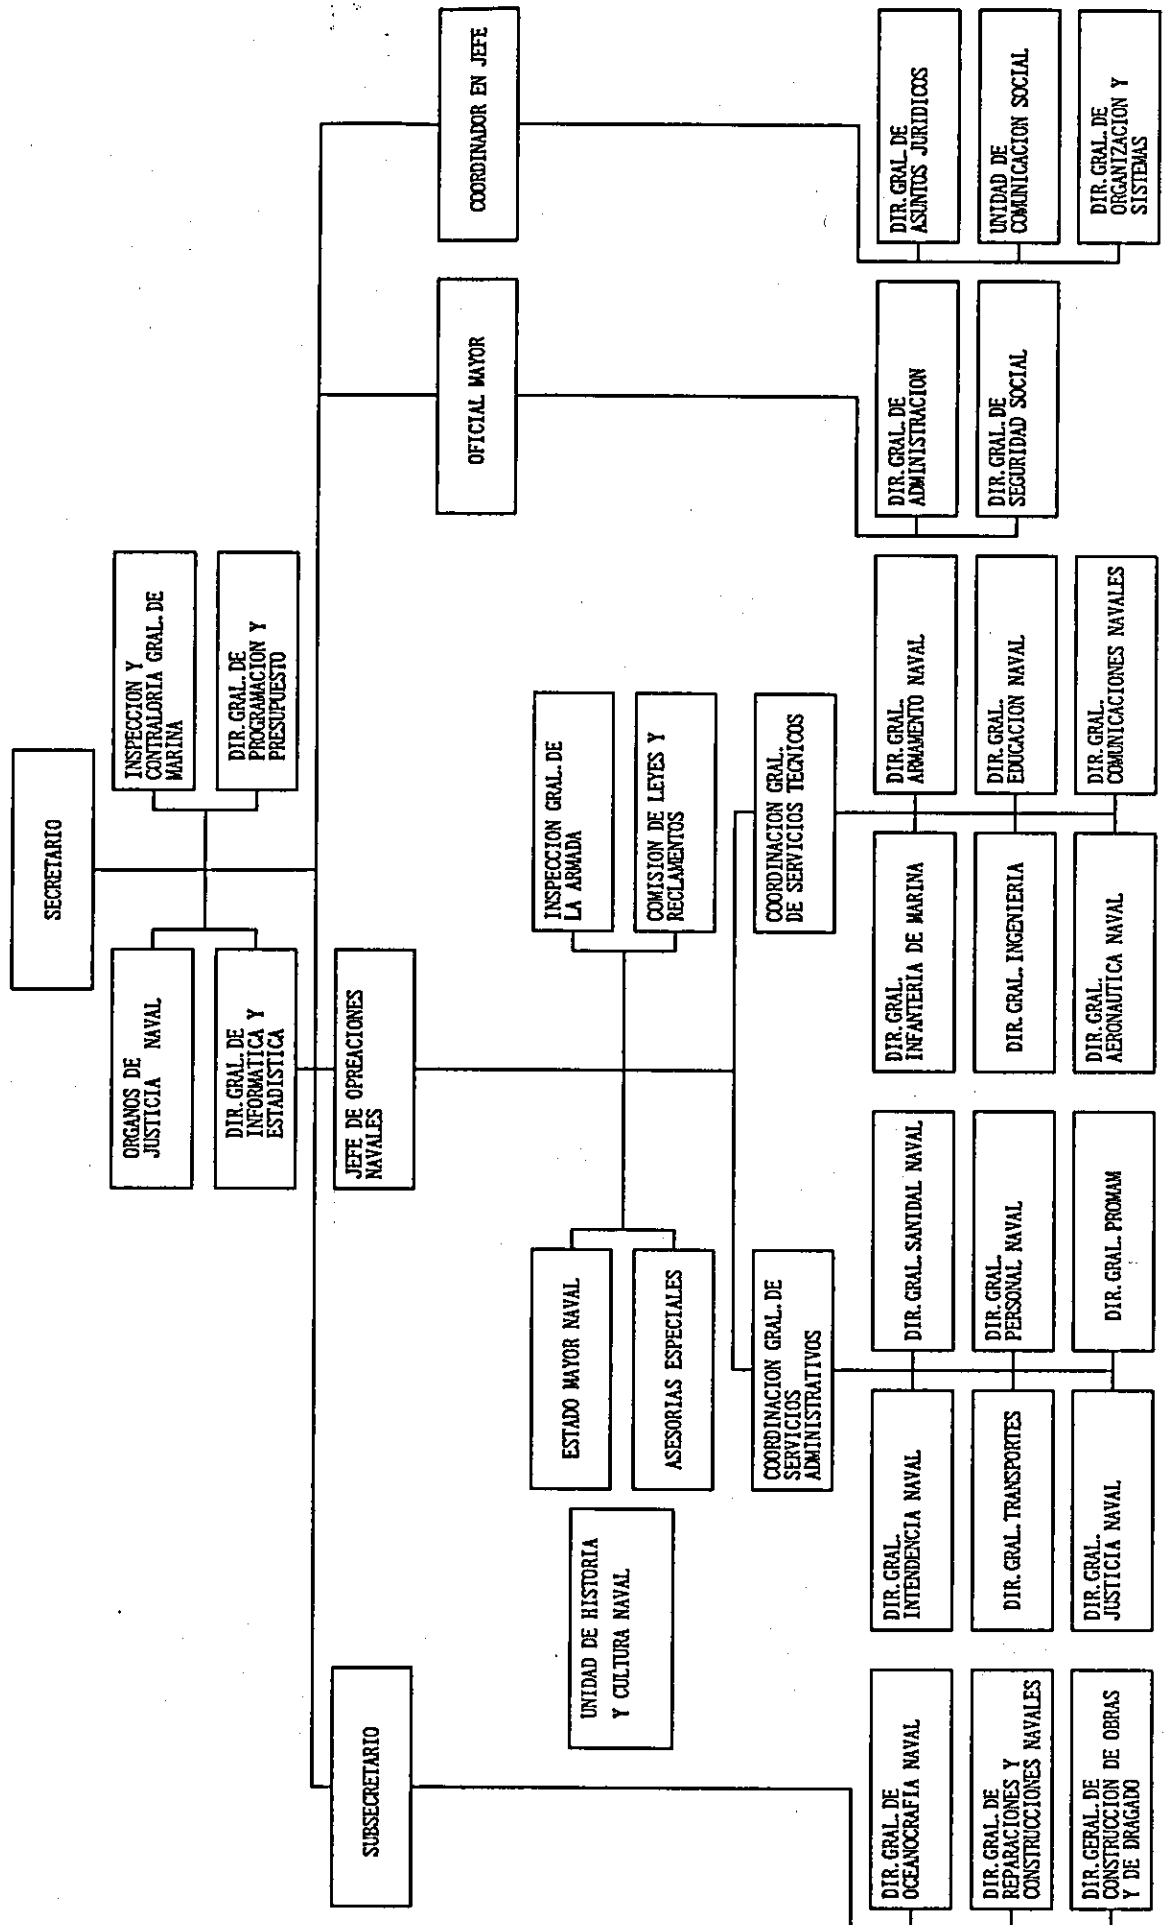 SECRETARIO
ORGANOS DE
JUSTICIA NAVAL
INSPECCION Y
CONTRALORIA GRAL. DE
MARINA
DIR. GRAL. DE
INFORMATICA Y
ESTADISTICA
DIR. GRAL. DE
PROGRAMACION Y
PRESUPUESTO
SUBSECRETARIO
JEFE DE OPREACIONES
NAVALES
OFICIAL MAYOR
COORDINADOR EN JEFE
UNIDAD DE HISTORIA
Y CULTURA NAVAL
ESTADO MAYOR NAVAL
INSPECCION GRAL. DE
LA ARMADA
ASESORIAS ESPECIALES
COMISION DE LEYES Y
RECLAMENTOS
COORDINACION GRAL. DE
SERVICIOS
ADMINISTRATIVOS
COORDINACION GRAL.
DE SERVICIOS TECNICOS
DIR. GRAL. DE
OCEANOCRAFIA NAVAL
DIR. GRAL.
INTENDENCIA NAVAL
DIR. GRAL. SANIDAL NAVAL
DIR. GRAL.
INFANTERIA DE MARINA
DIR. GRAL.
ARMAMENTO NAVAL
DIR. GRAL. DE
ADMINISTRACION
DIR. GRAL. DE
ASUNTOS JURIDICOS
DIR. GRAL. DE
REPARACIONES Y
CONSTRUCCIONES NAVALES
DIR. GRAL. TRANSPORTES
DIR. GRAL.
PERSONAL NAVAL
DIR. GRAL. INGENIERIA
DIR. GRAL.
EDUCACION NAVAL
DIR. GRAL. DE
SEGURIDAD SOCIAL
UNIDAD DE
COMUNICACION SOCIAL
DIR. GERAL. DE
CONSTRUCCION DE OBRAS
Y DE DRAGADO
DIR. GRAL.
JUSTICIA NAVAL
DIR. GRAL. PROMAM
DIR. GRAL.
AERONAUTICA NAVAL
DIR. GRAL.
COMUNICACIONES NAVALES
DIR. GRAL. DE
ORGANIZACION Y
SISTEMAS